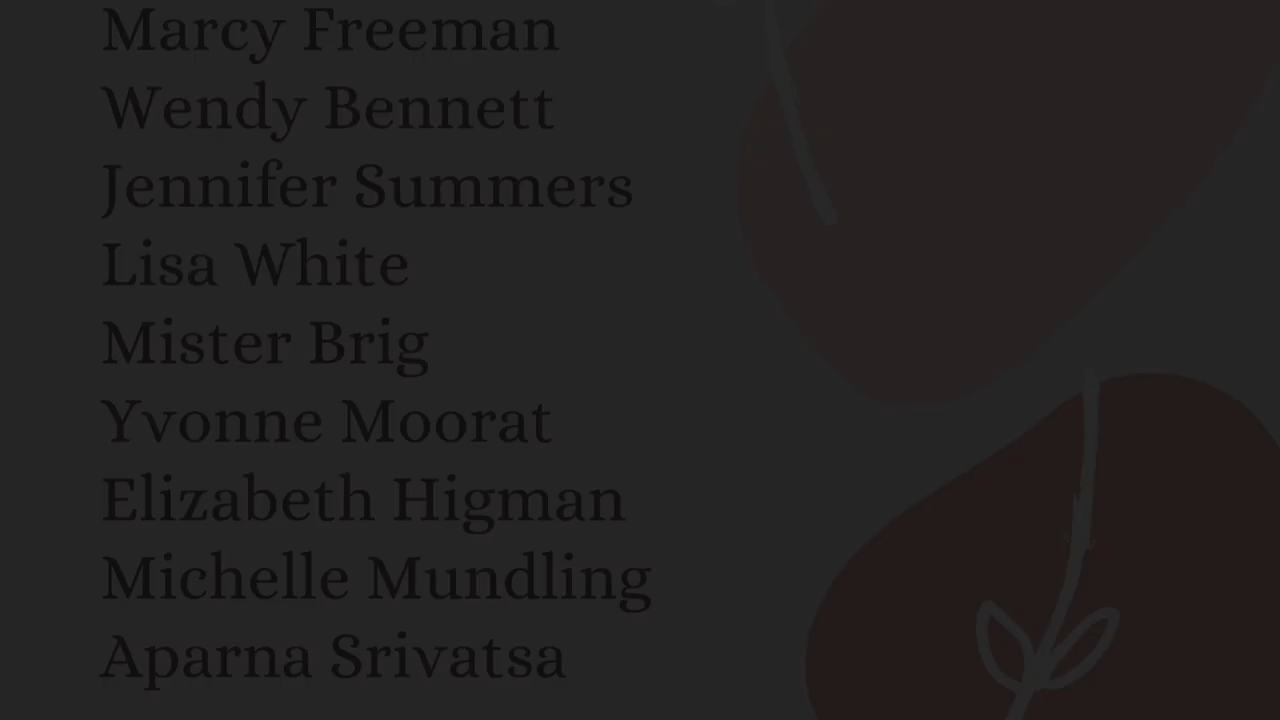 Marcy Freeman
Wendy Bennett
Jennifer Summers
Lisa White
Mister Brig
Yvonne Moorat
Elizabeth Higman
Michelle Mundling
Aparna Srivatsa